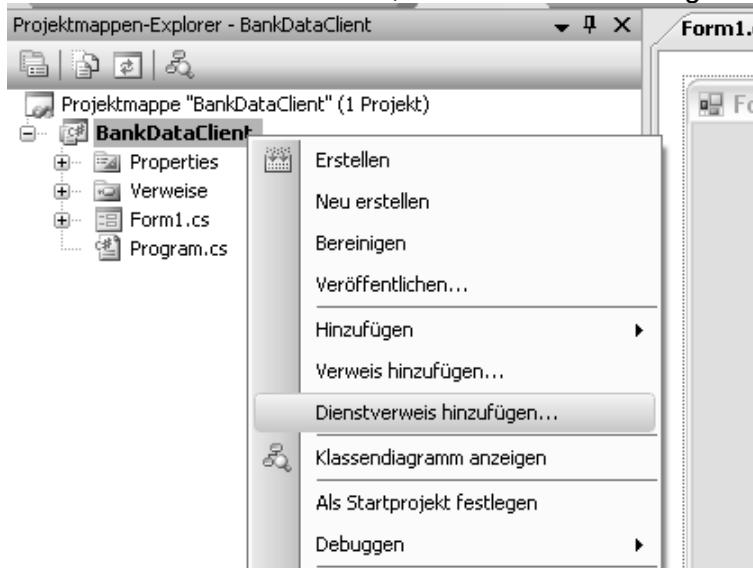 Projektmappen-Explorer - BankDataClient
Form1.
Projektmappe "BankDataClient" (1 Projekt)
BankDataClient
Properties
Verweise
Form1.cs
Program.cs
Erstellen
Neu erstellen
Bereinigen
Veröffentlichen...
Hinzufügen
Verweis hinzufügen...
Dienstverweis hinzufügen...
Klassendiagramm anzeigen
Als Startprojekt festlegen
Debuggen
Fo